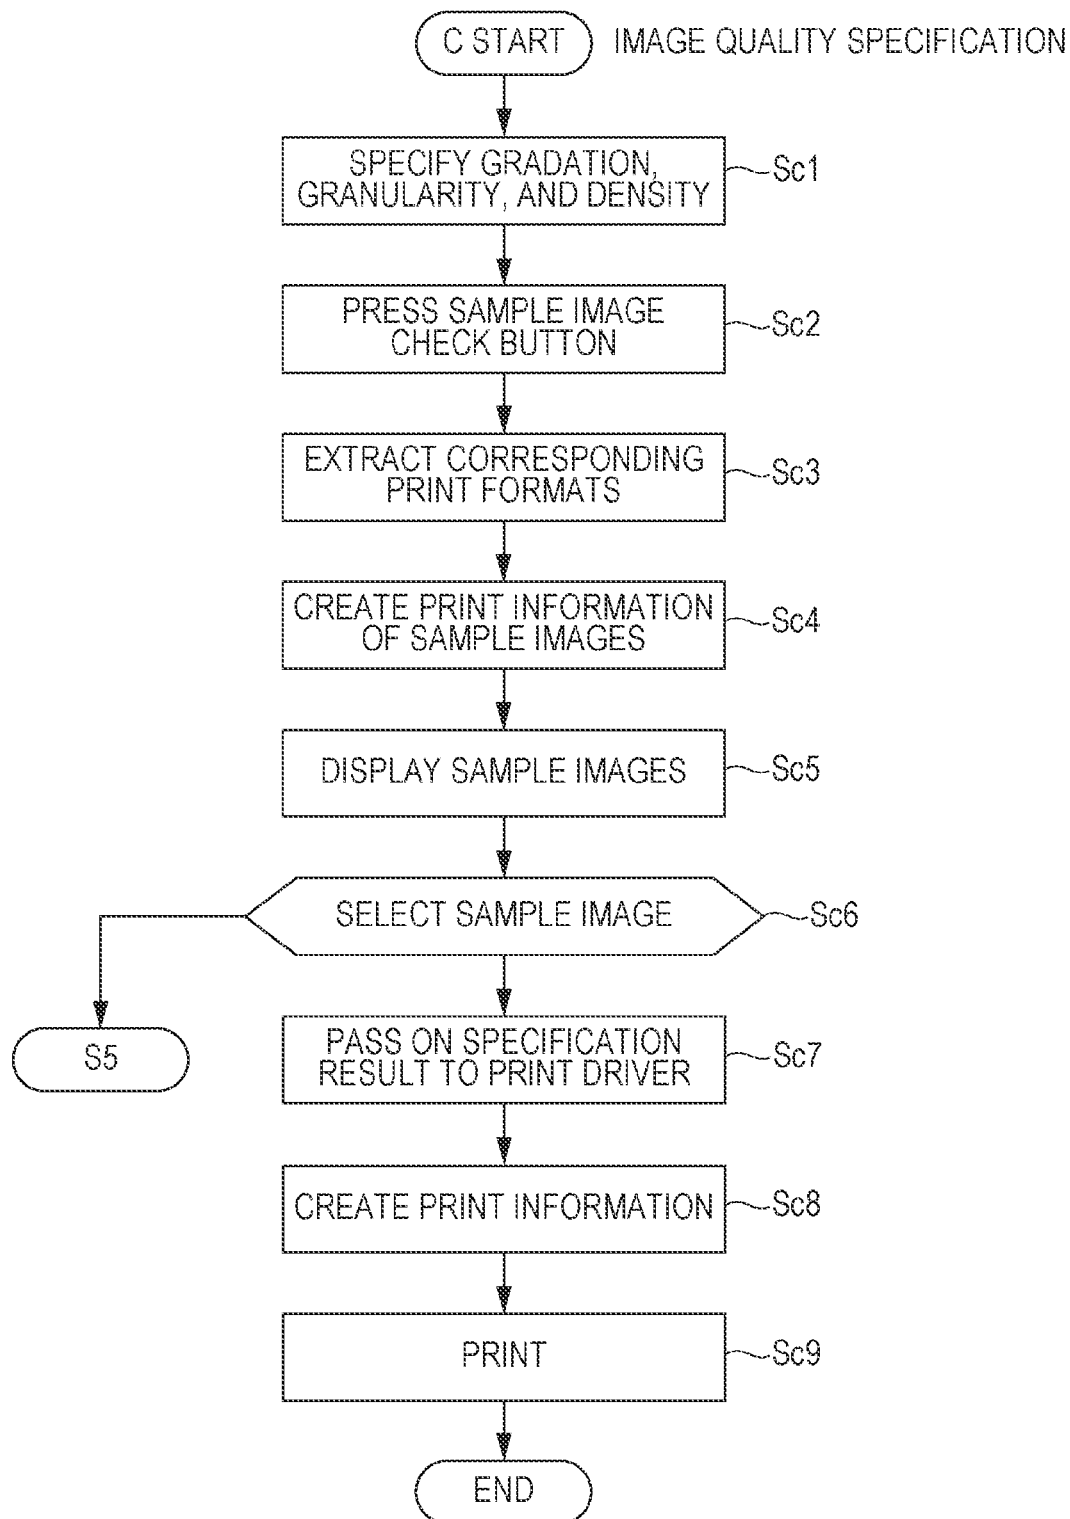 C START
IMAGE QUALITY SPECIFICATION
SPECIFY GRADATION,
GRANULARITY, AND DENSITY
Sc1
PRESS SAMPLE IMAGE
CHECK BUTTON
Sc2
EXTRACT CORRESPONDING
PRINT FORMATS
Sc3
CREATE PRINT INFORMATION
OF SAMPLE IMAGES
Sc4
DISPLAY SAMPLE IMAGES
Sc5
SELECT SAMPLE IMAGE
Sc6
S5
PASS ON SPECIFICATION
RESULT TO PRINT DRIVER
Sc7
CREATE PRINT INFORMATION
Sc8
PRINT
Sc9
END